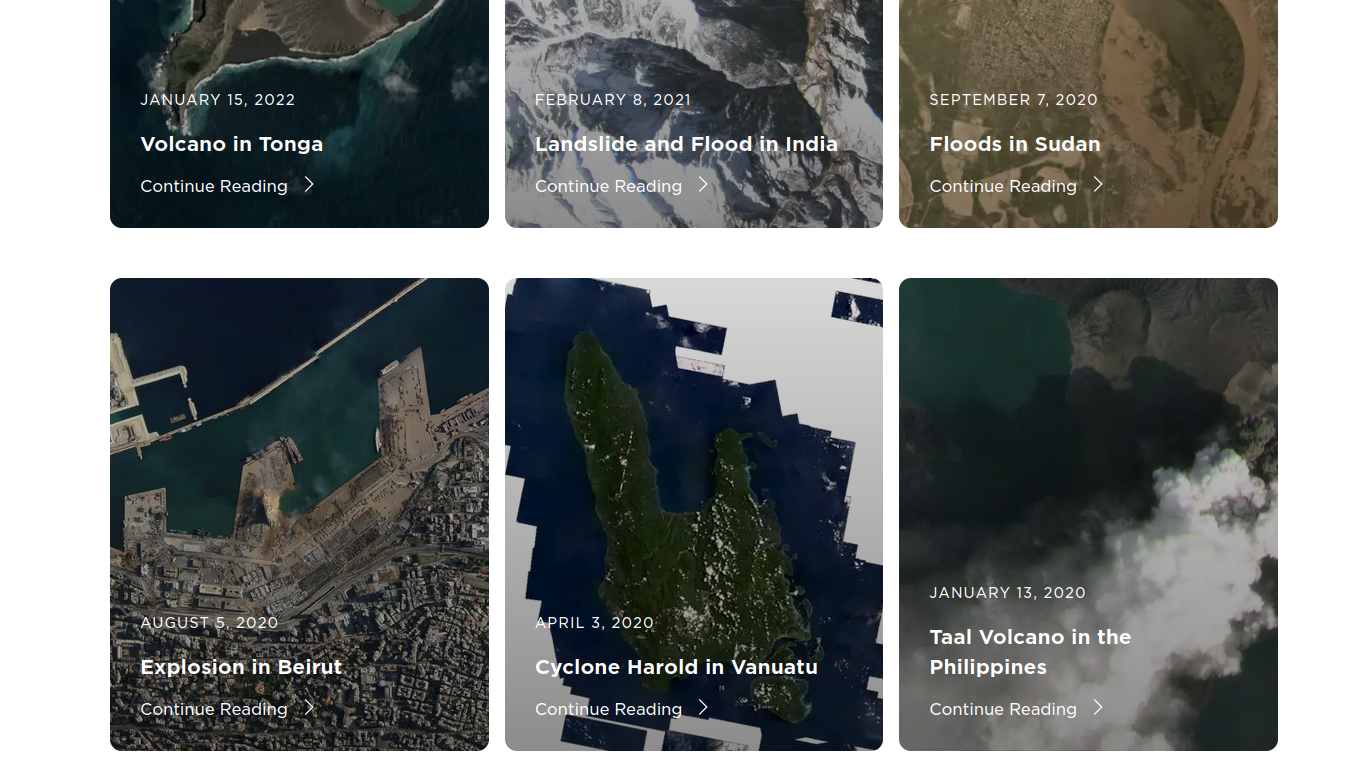 JANUARY 15, 2022
Volcano in Tonga
Continue Reading
FEBRUARY 8, 2021
Landslide and Flood in India
Continue Reading
SEPTEMBER 7, 2020
Floods in Sudan
Continue Reading
AUGUST 5, 2020
Explosion in Beirut
Continue Reading
APRIL 3, 2020
Cyclone Harold in Vanuatu
Continue Reading
JANUARY 13, 2020
Taal Volcano in the
Philippines
Continue Reading